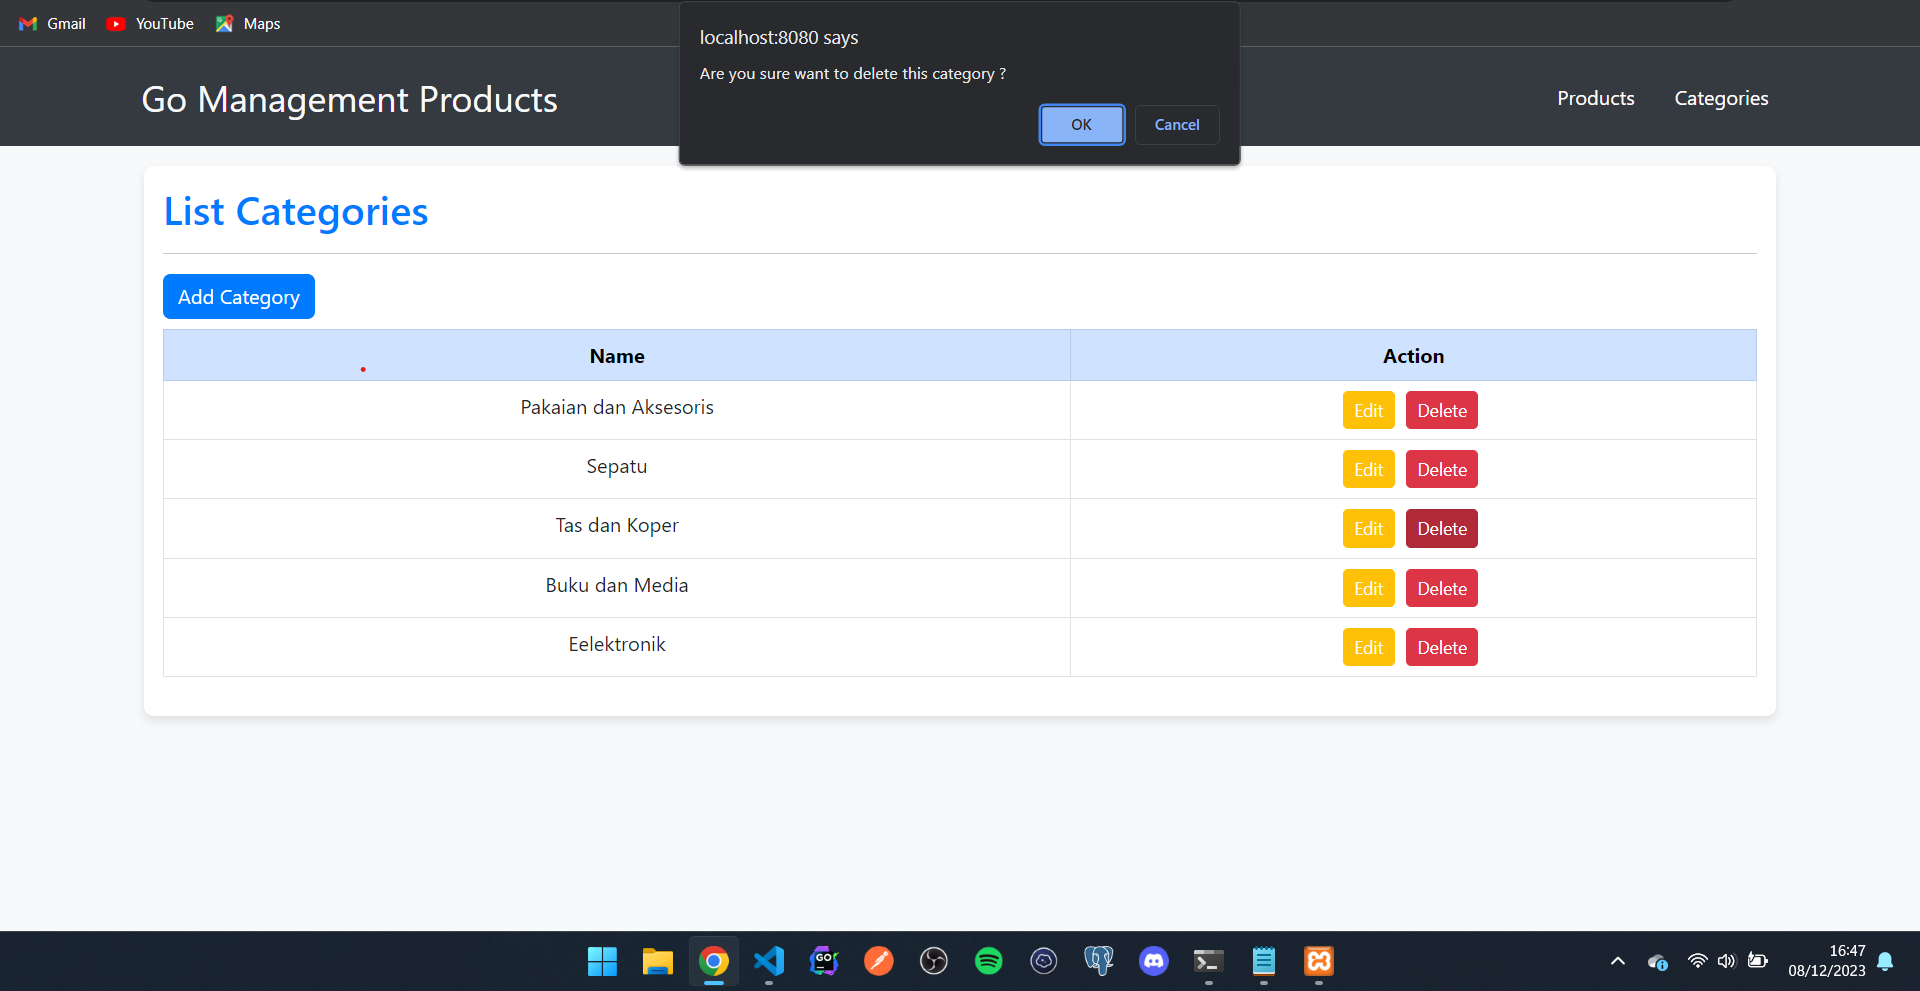 Gmail YouTube Maps
localhost:8080 says
Are you sure want to delete this category ?
OK Cancel
Go Management Products
Products Categories
List Categories
Add Category
Name Action
Pakaian dan Aksesoris Edit Delete
Sepatu Edit Delete
Tas dan Koper Edit Delete
Buku dan Media Edit Delete
Eelektronik Edit Delete
GO
16:47
08/12/2023